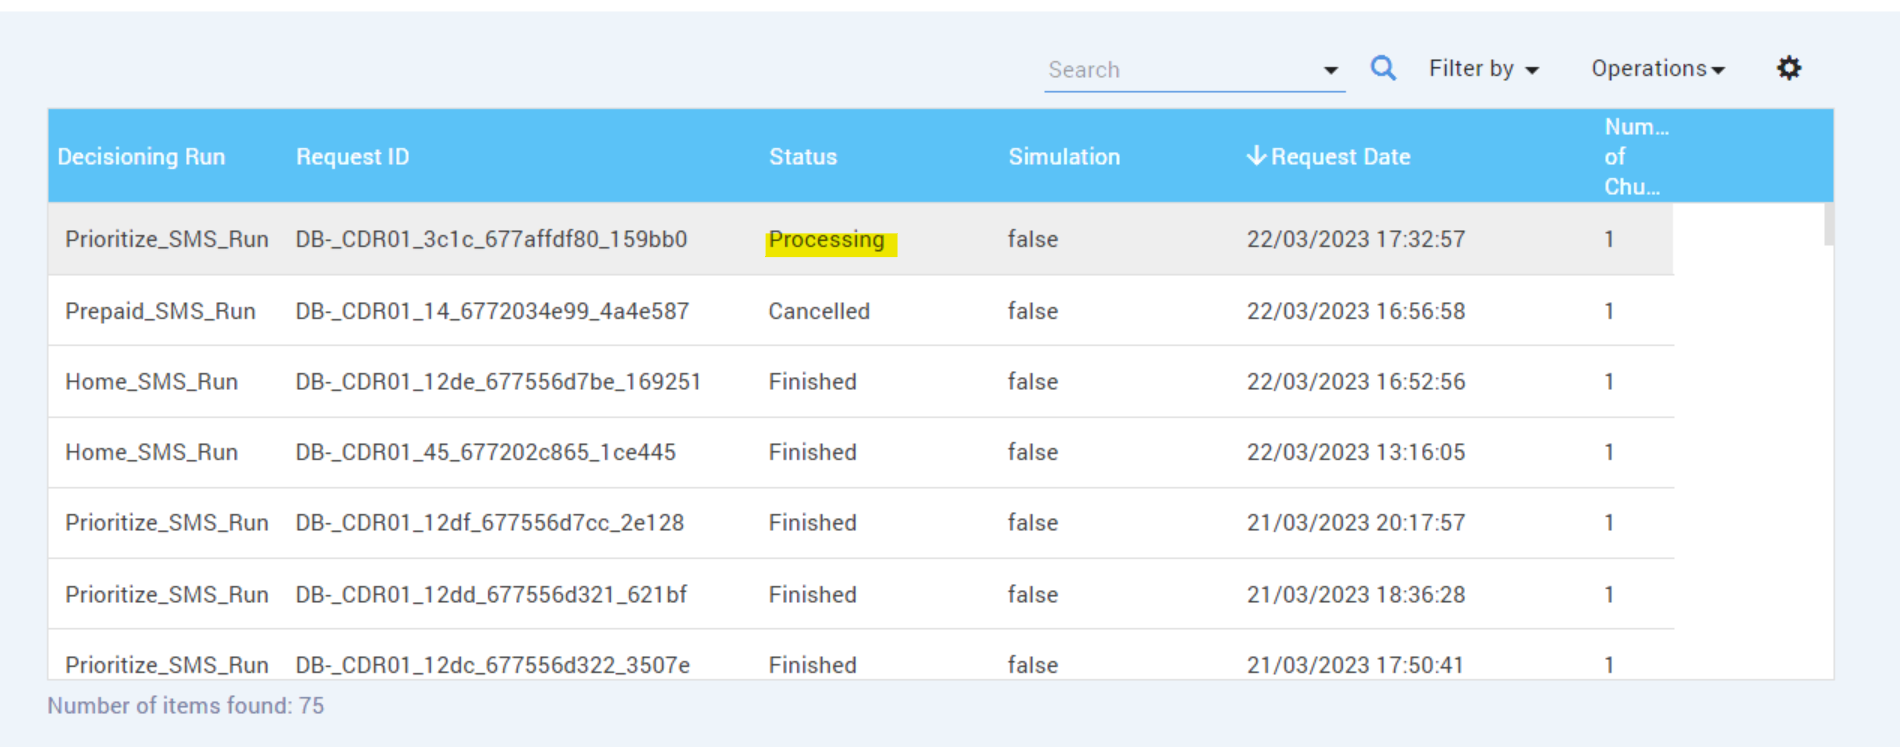 Search Filter by Operations
Decisioning Run Request ID Status Simulation Request Date Num... of Chu...
Prioritize_SMS_Run DB-_CDR01_3c1c_677affdf80_159bb0 Processing false 22/03/2023 17:32:57 1
Prepaid_SMS_Run DB-_CDR01_14_6772034e99_4a4e587 Cancelled false 22/03/2023 16:56:58 1
Home_SMS_Run DB-_CDR01_12de_677556d7be_169251 Finished false 22/03/2023 16:52:56 1
Home_SMS_Run DB-_CDR01_45_677202c865_1ce445 Finished false 22/03/2023 13:16:05 1
Prioritize_SMS_Run DB-_CDR01_12df_677556d7cc_2e128 Finished false 21/03/2023 20:17:57 1
Prioritize_SMS_Run DB-_CDR01_12dd_677556d321_621bf Finished false 21/03/2023 18:36:28 1
Prioritize_SMS_Run DB-_CDR01_12dc_677556d322_3507e Finished false 21/03/2023 17:50:41 1
Number of items found: 75